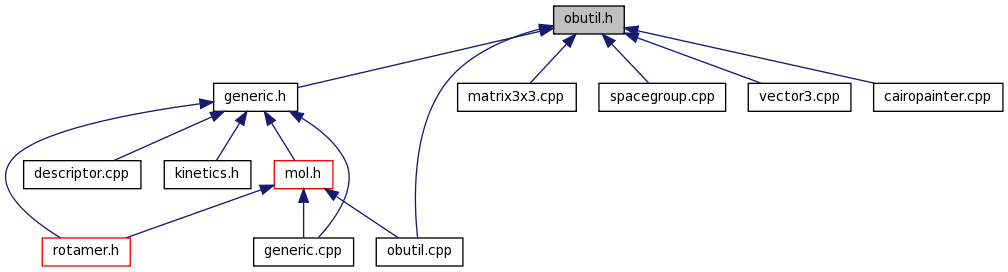 obutil.h
generic.h
matrix3x3.cpp
spacegroup.cpp
vector3.cpp
cairopainter.cpp
descriptor.cpp
kinetics.h
mol.h
rotamer.h
generic.cpp
obutil.cpp